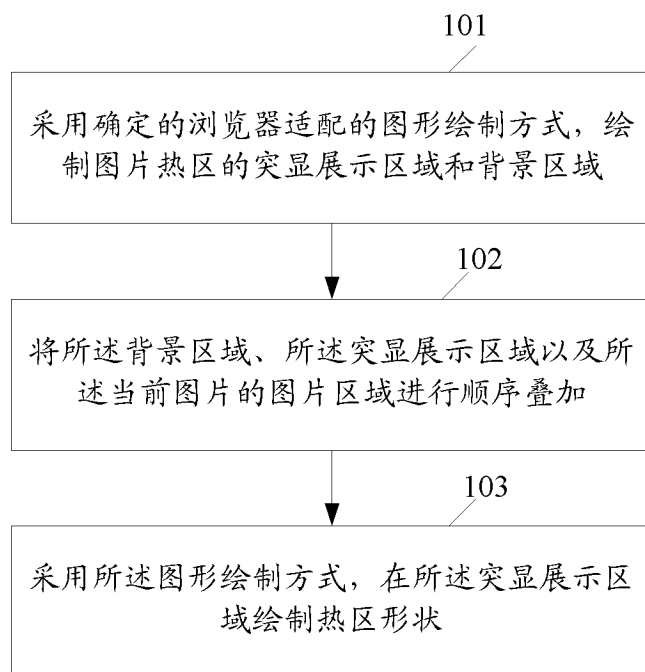 101
采用确定的浏览器适配的图形绘制方式，绘
制图片热区的突显展示区域和背景区域
102
将所述背景区域、所述突显展示区域以及所
述当前图片的图片区域进行顺序叠加
103
采用所述图形绘制方式，在所述突显展示区
域绘制热区形状